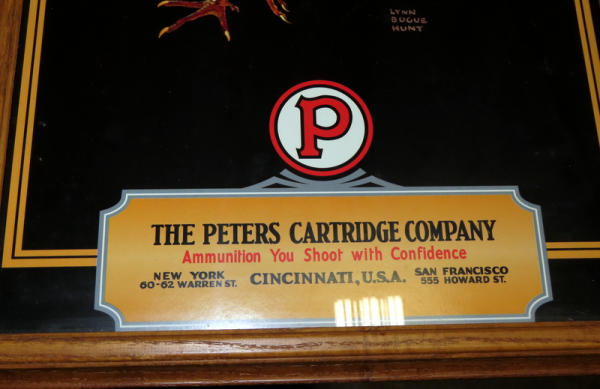 LYNN
BOGUE
HUNT
P
THE PETERS CARTRIDGE COMPANY
Ammunition You Shoot with Confidence
NEW YORK
60-62 WARREN ST.
CINCINNATI, U.S.A.
SAN FRANCISCO
555 HOWARD ST.